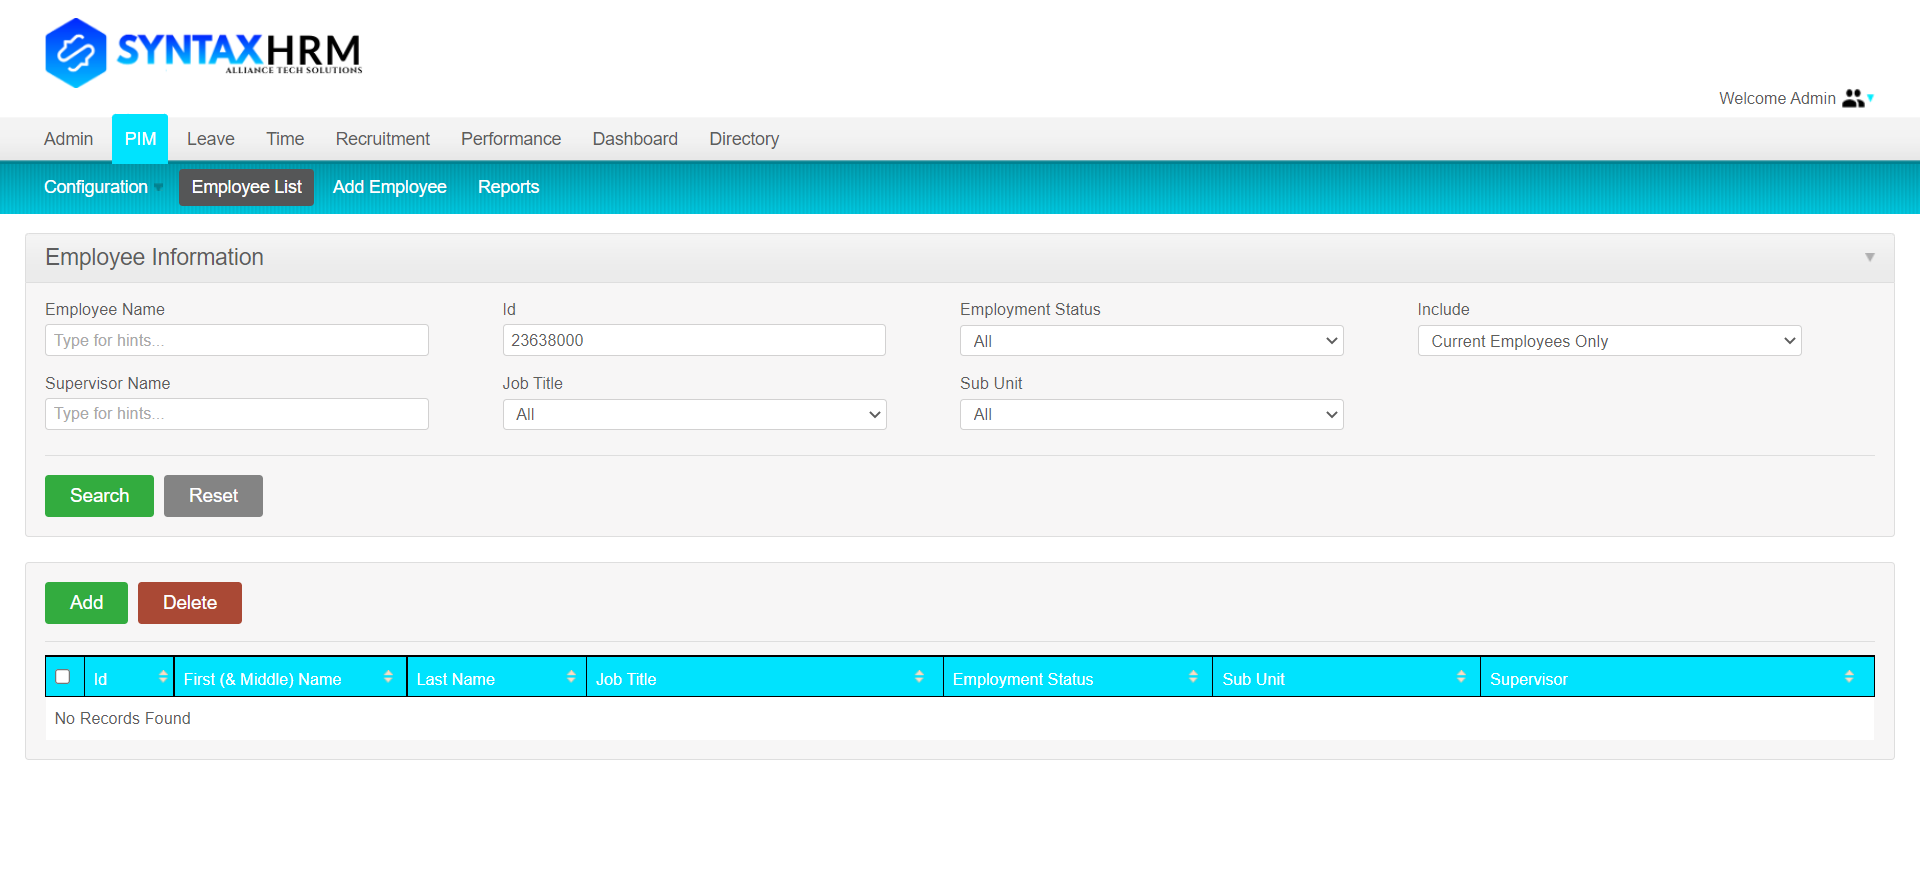 SYNTAXHRM
ALLIANCE TECH SOLUTIONS
Welcome Admin
Admin PIM Leave Time Recruitment Performance Dashboard Directory
Configuration Employee List Add Employee Reports
Employee Information
Employee Name Id Employment Status Include
Type for hints... 23638000 All Current Employees Only
Supervisor Name Job Title Sub Unit
Type for hints... All All
Search Reset
Add Delete
Id First (& Middle) Name Last Name Job Title Employment Status Sub Unit Supervisor
No Records Found